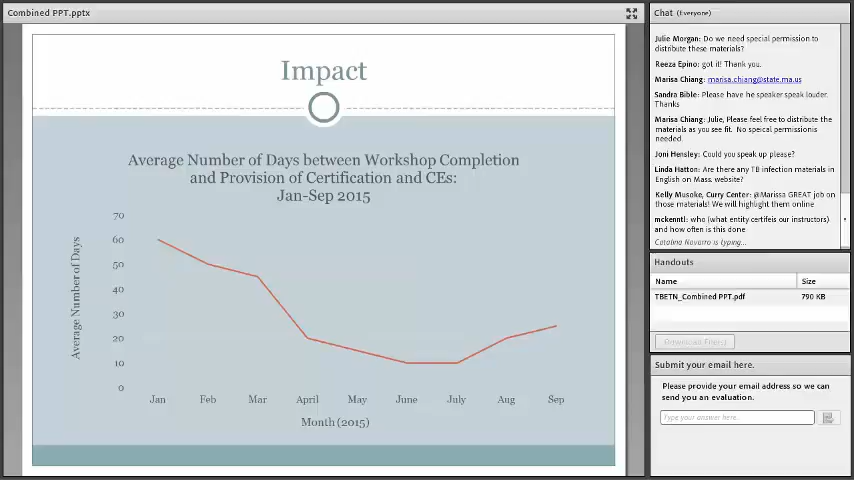 Combined PPT.pptx
Impact
Average Number of Days between Workshop Completion
and Provision of Certification and CEs:
Jan-Sep 2015
70
60
50
40
30
20
10
0
Average Number of Days
Jan
Feb
Mar
April
May
June
July
Aug
Sep
Month (2015)
Chat (Everyone)
Julie Morgan: Do we need special permission to
distribute these materials?
Reeza Epino: got it! Thank you.
Marisa Chiang: marisa.chiang@state.ma.us
Sandra Bible: Please have he speaker speak louder.
Thanks
Marisa Chiang: Julie, Please feel free to distribute the
materials as you see fit. No speical permissionis
needed.
Joni Hensley: Could you speak up please?
Linda Hatton: Are there any TB infection materials in
English on Mass. website?
Kelly Musoke, Curry Center: @Marissa GREAT job on
those materials! We will highlight them online
mckenntl: who (what entity certifeis our instructors)
and how often is this done
Catalina Navarro is typing...
Handouts
Name
Size
TBETN_Combined PPT.pdf
790 KB
Download File(s)
Submit your email here.
Please provide your email address so we can
send you an evaluation.
Type your answer here.